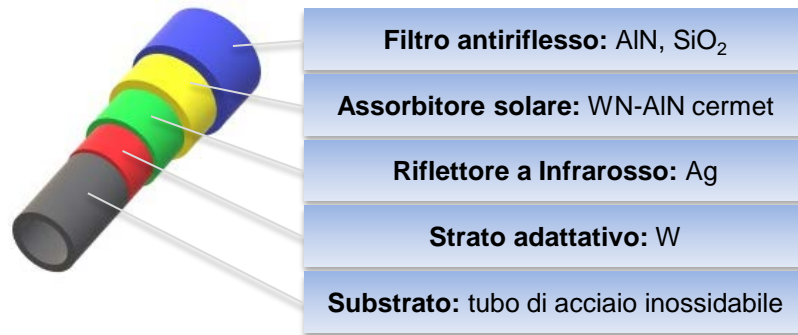 Filtro antiriflesso: AlN, SiO₂
Assorbitore solare: WN-AlN cermet
Riflettore a Infrarosso: Ag
Strato adattativo: W
Substrato: tubo di acciaio inossidabile